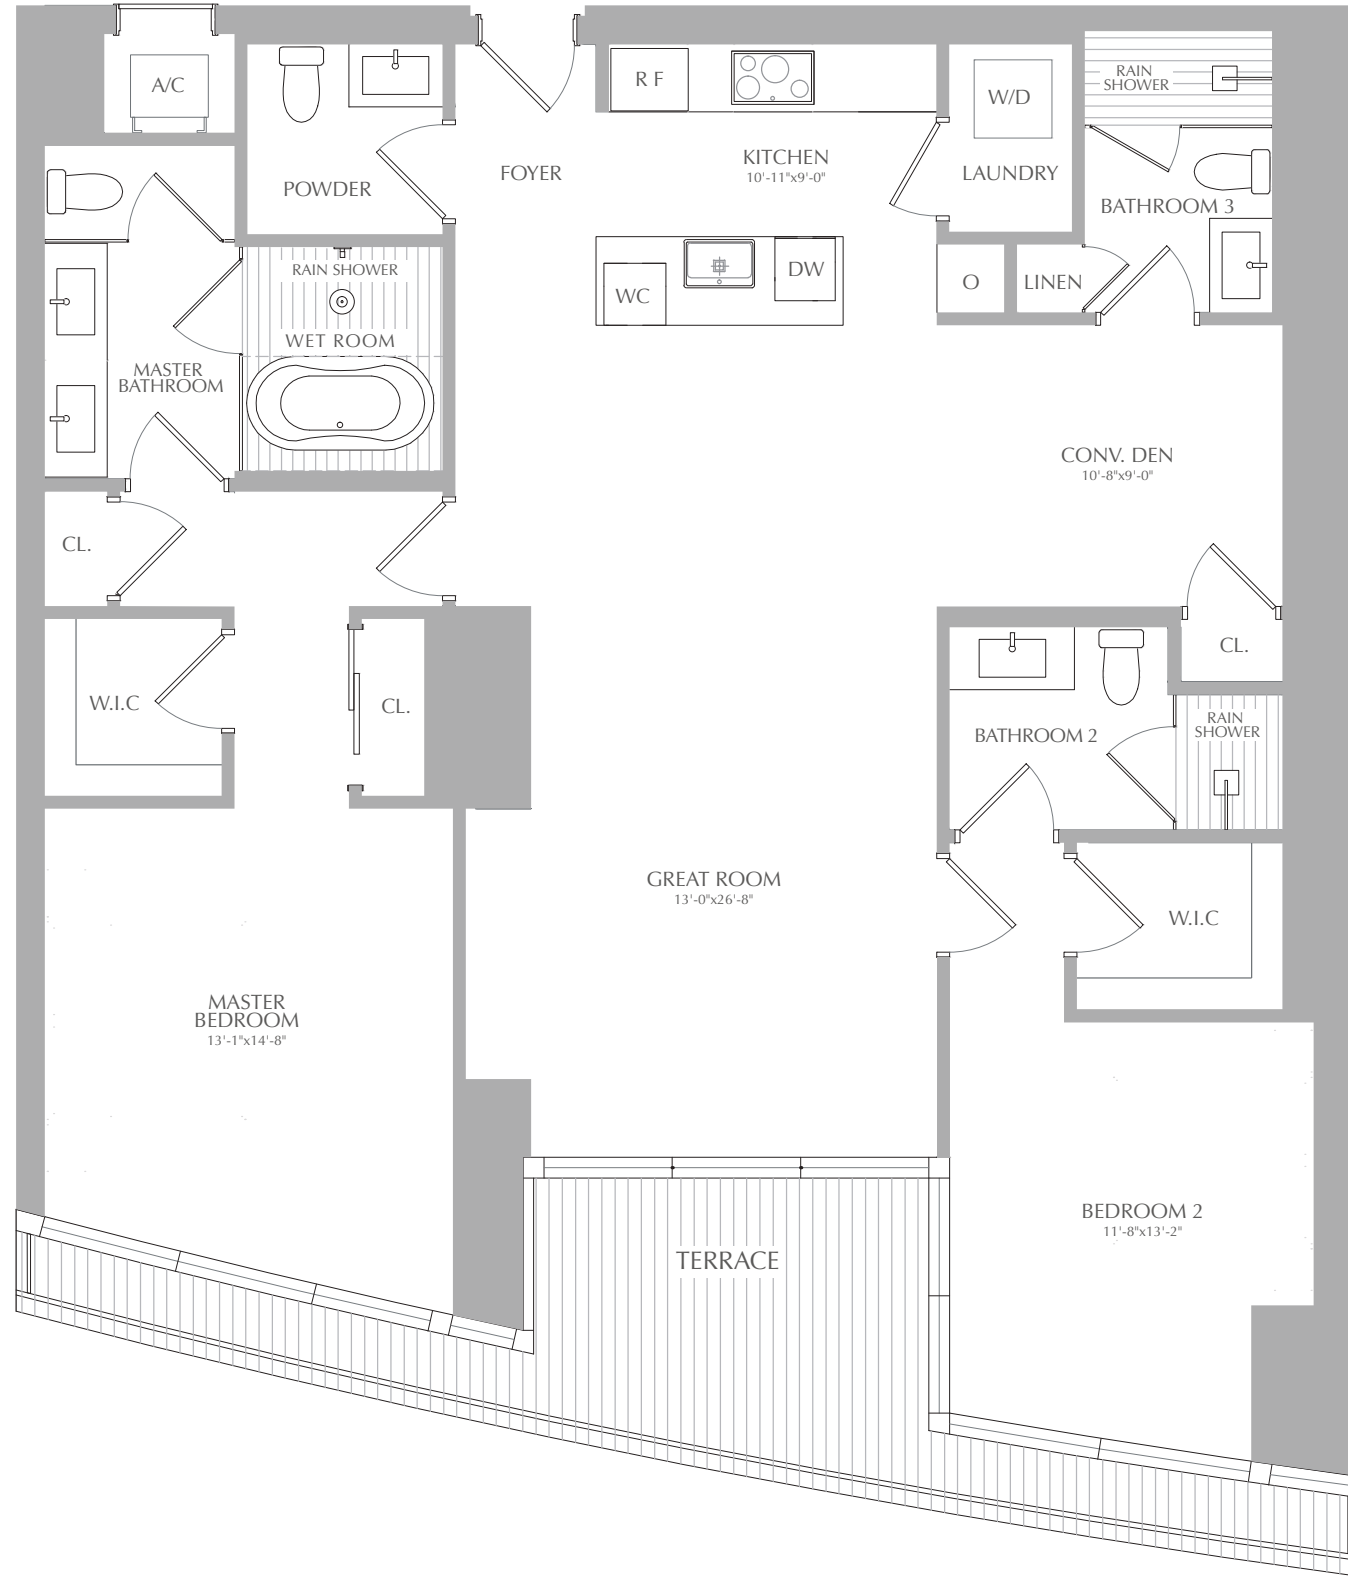 A/C
R F
W/D
RAIN
SHOWER
POWDER
FOYER
KITCHEN
10'-11"x9'-0"
LAUNDRY
BATHROOM 3
RAIN SHOWER
WET ROOM
WC
DW
O
LINEN
MASTER
BATHROOM
CONV. DEN
10'-8"x9'-0"
CL.
W.I.C
CL.
CL.
BATHROOM 2
RAIN
SHOWER
GREAT ROOM
13'-0"x26'-8"
W.I.C
MASTER
BEDROOM
13'-1"x14'-8"
BEDROOM 2
11'-8"x13'-2"
TERRACE